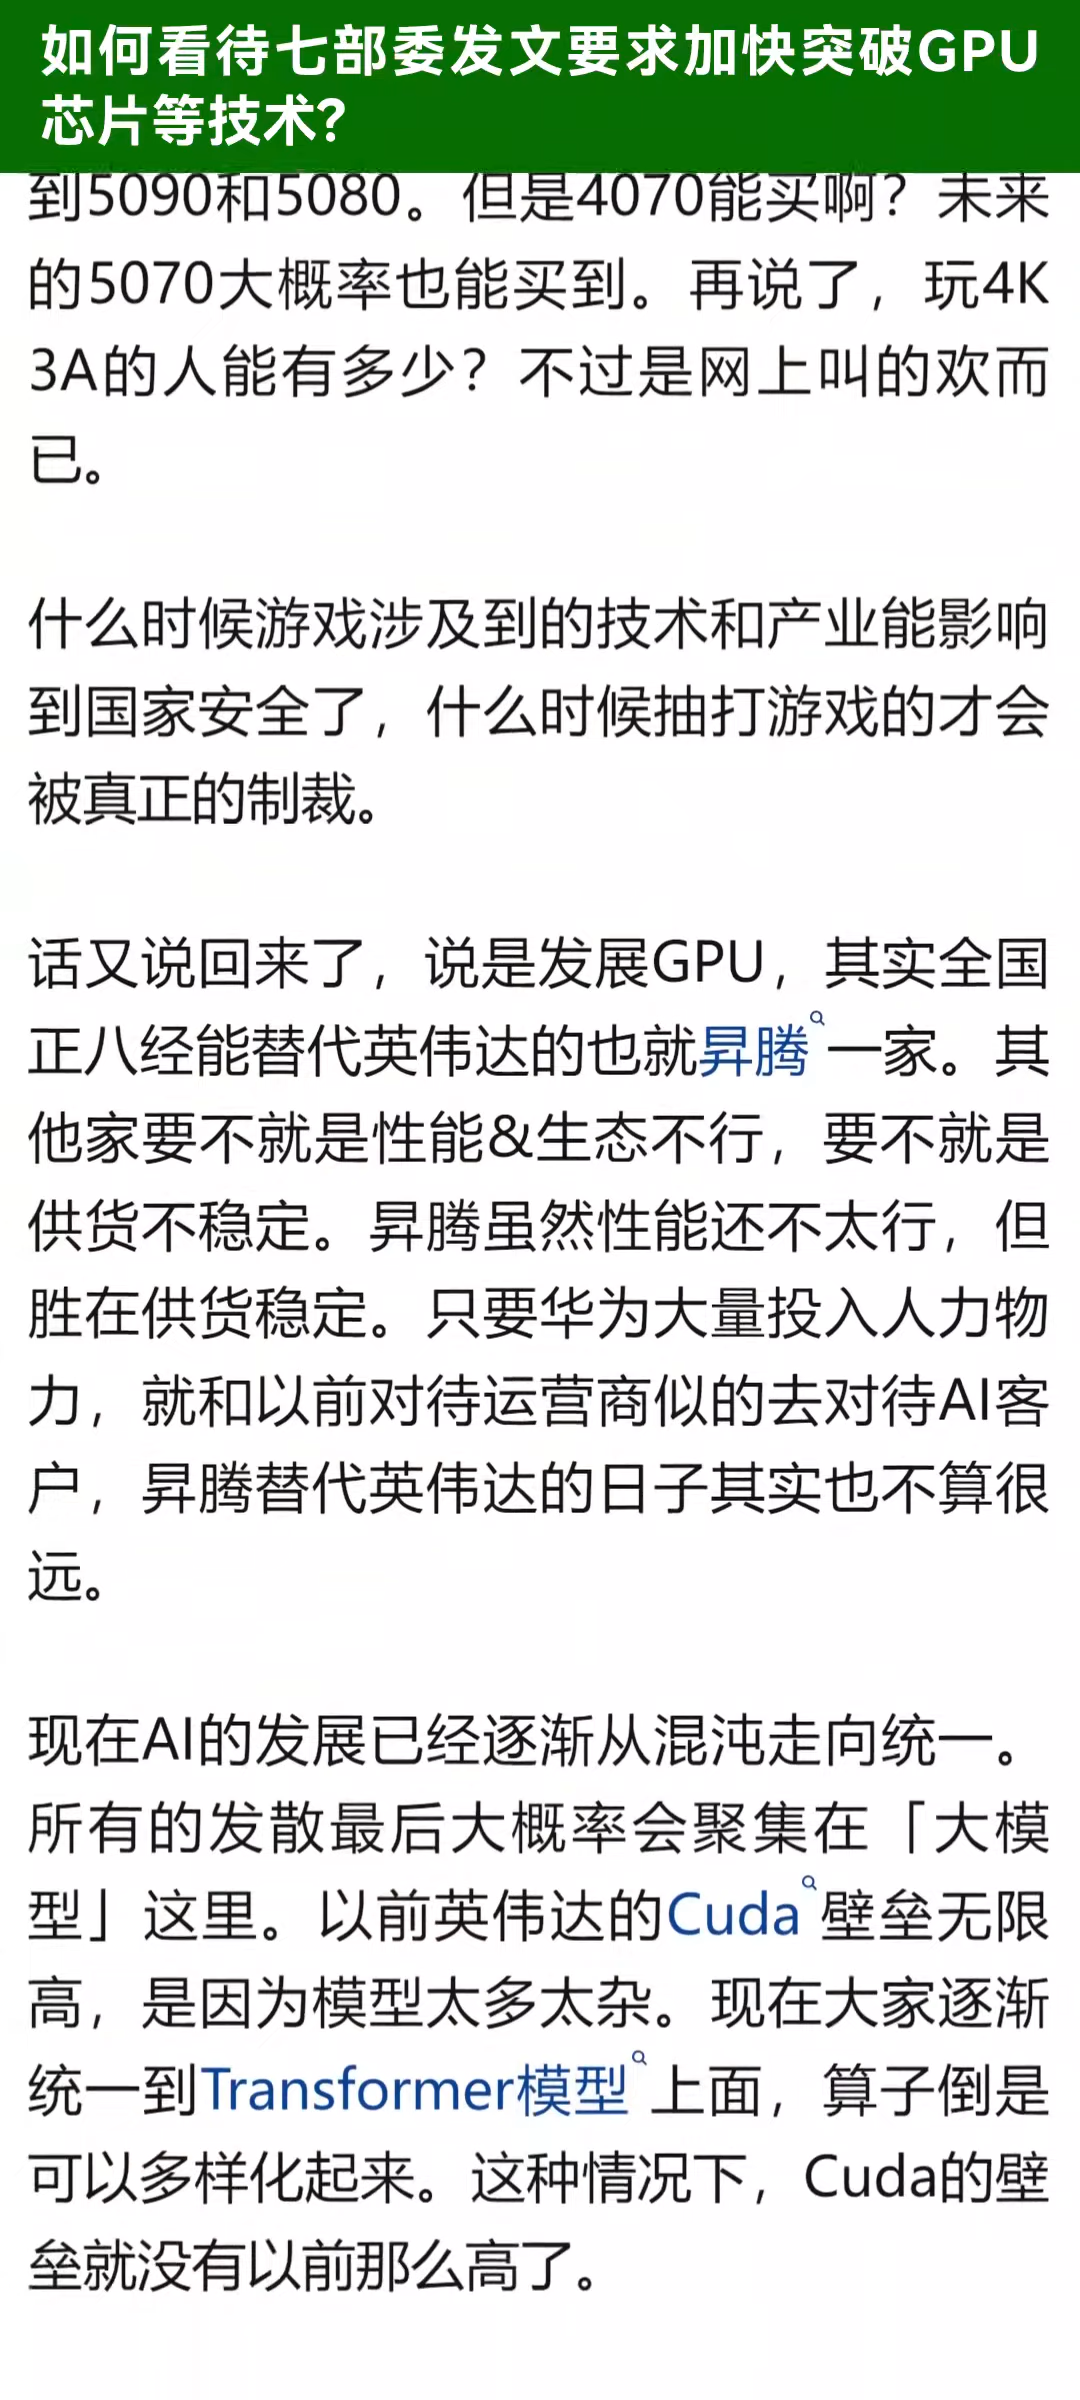 如何看待七部委发文要求加快突破GPU
芯片等技术?
到5090和5080。但是4070能买啊？未来
的5070大概率也能买到。再说了，玩4K
3A的人能有多少？不过是网上叫的欢而
已。
什么时候游戏涉及到的技术和产业能影响
到国家安全了，什么时候抽打游戏的才会
被真正的制裁。
话又说回来了，说是发展GPU，其实全国
正八经能替代英伟达的也就昇腾一家。其
他家要不就是性能&生态不行，要不就是
供货不稳定。昇腾虽然性能还不太行，但
胜在供货稳定。只要华为大量投入人力物
力，就和以前对待运营商似的去对待AI客
户，昇腾替代英伟达的日子其实也不算很
远。
现在AI的发展已经逐渐从混沌走向统一。
所有的发散最后大概率会聚集在「大模
型」这里。以前英伟达的Cuda壁垒无限
高，是因为模型太多太杂。现在大家逐渐
统一到Transformer模型上面，算子倒是
可以多样化起来。这种情况下，Cuda的壁
垒就没有以前那么高了。